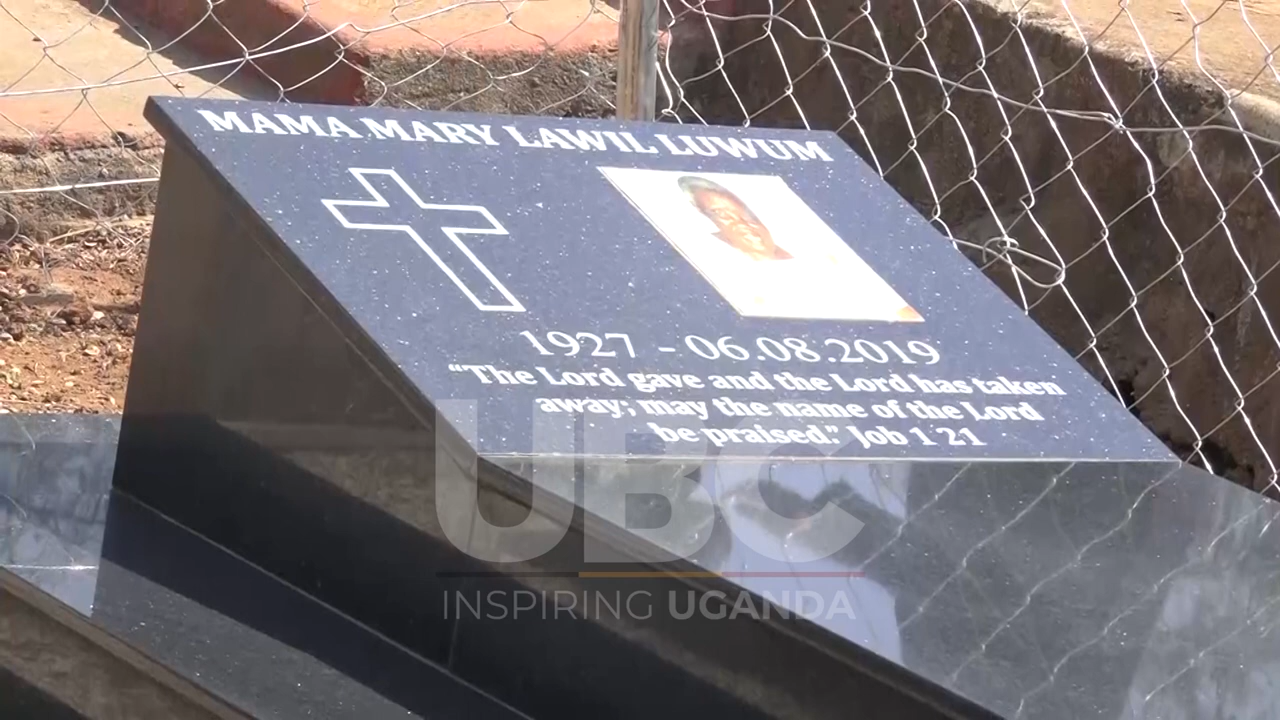 MAMA MARY LAWIL LUWUM
1927 - 06.08.2019
“The Lord gave and the Lord has taken
away; may the name of the Lord
be praised.” Job 1 21
UBC
INSPIRING UGANDA